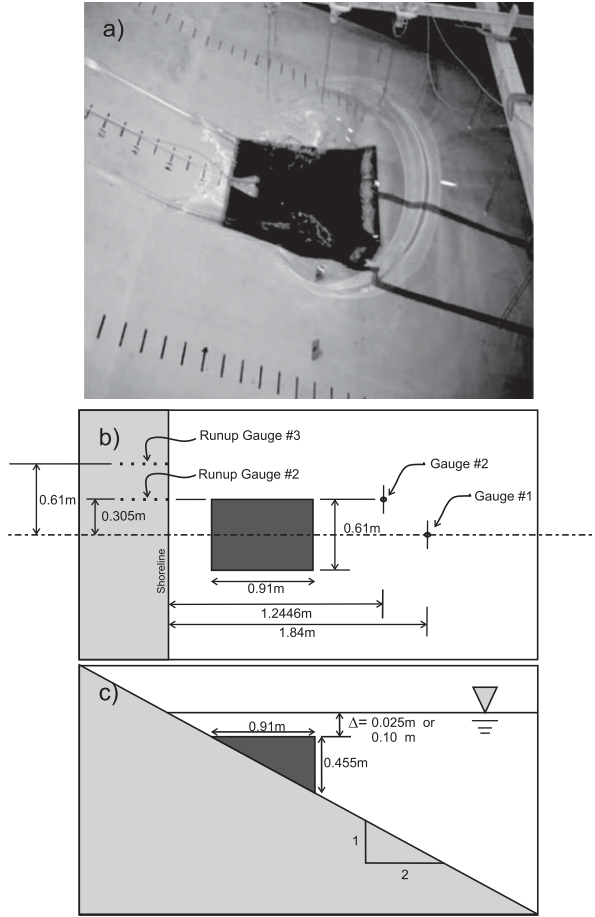 a)
b)
Runup Gauge #3
Runup Gauge #2
Gauge #2
Gauge #1
0.61m
0.305m
0.61m
Shoreline
0.91m
1.2446m
1.84m
c)
0.91m
Δ= 0.025m or
0.10 m
0.455m
1
2